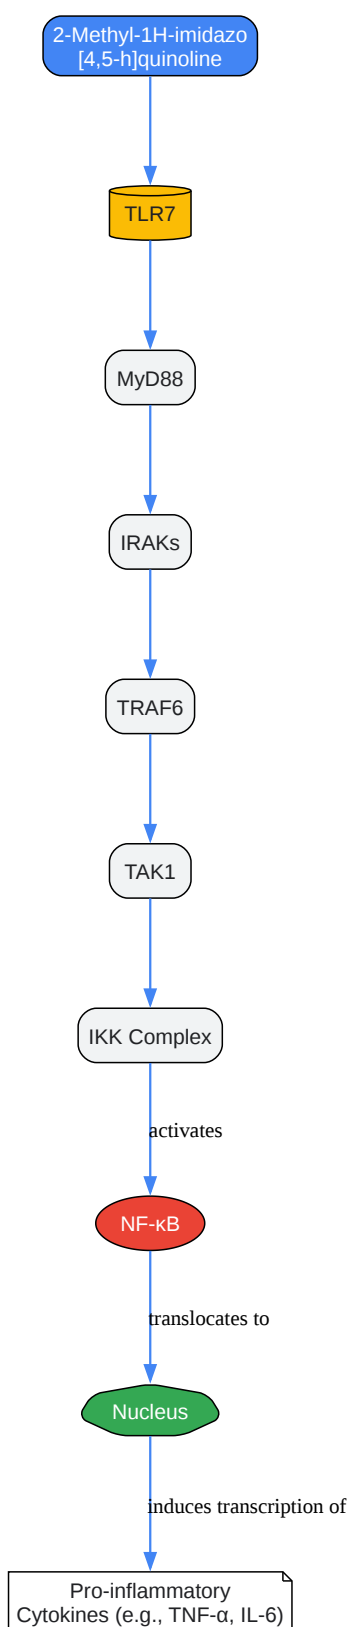 2-Methyl-1H-imidazo
[4,5-h]quinoline
TLR7
MyD88
IRAKs
TRAF6
TAK1
IKK Complex
activates
NF-κB
translocates to
Nucleus
induces transcription of
Pro-inflammatory
Cytokines (e.g., TNF-α, IL-6)